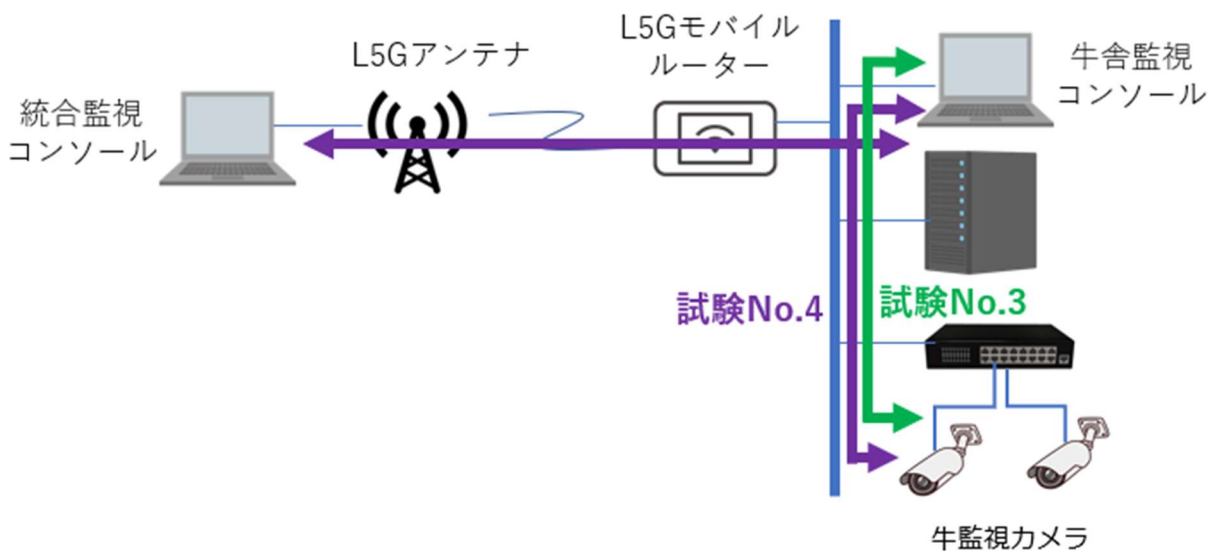 統合監視
コンソール
L5Gアンテナ
L5Gモバイル
ルーター
牛舎監視
コンソール
試験No.4
試験No.3
牛監視カメラ